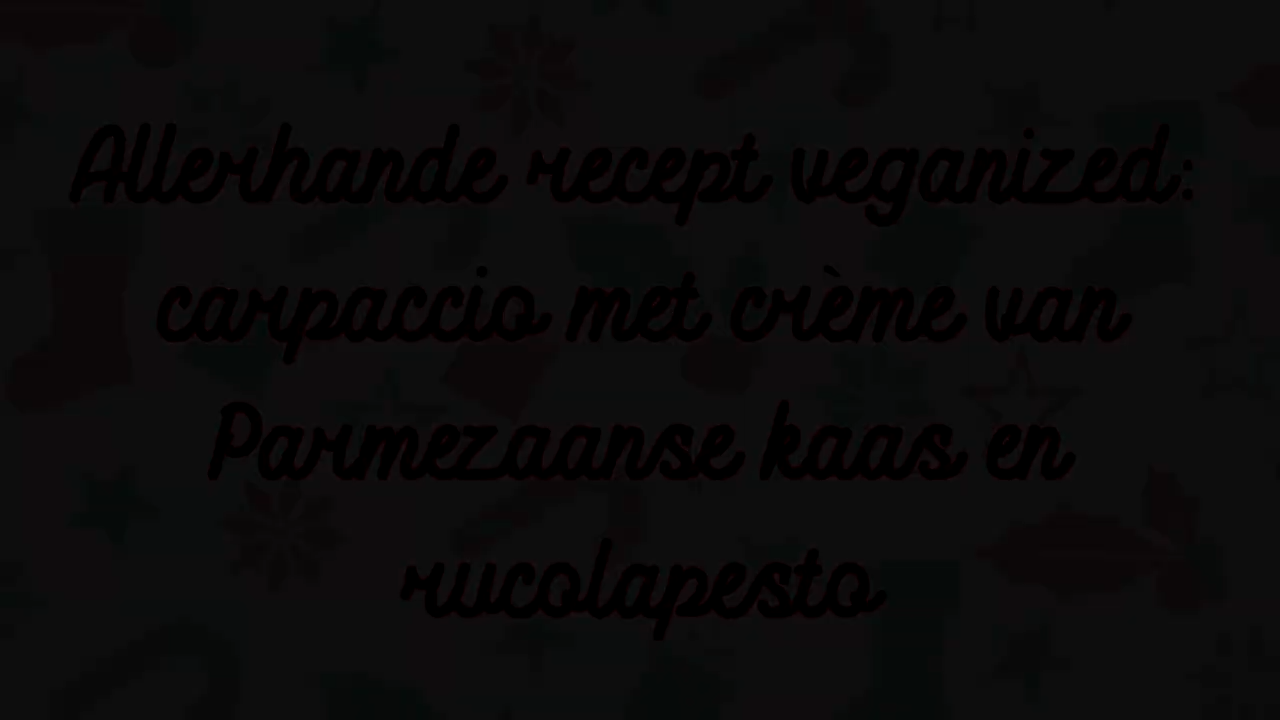 Allerhande recept veganized:
carpaccio met crème van
Parmezaanse kaas en
rucolapesto